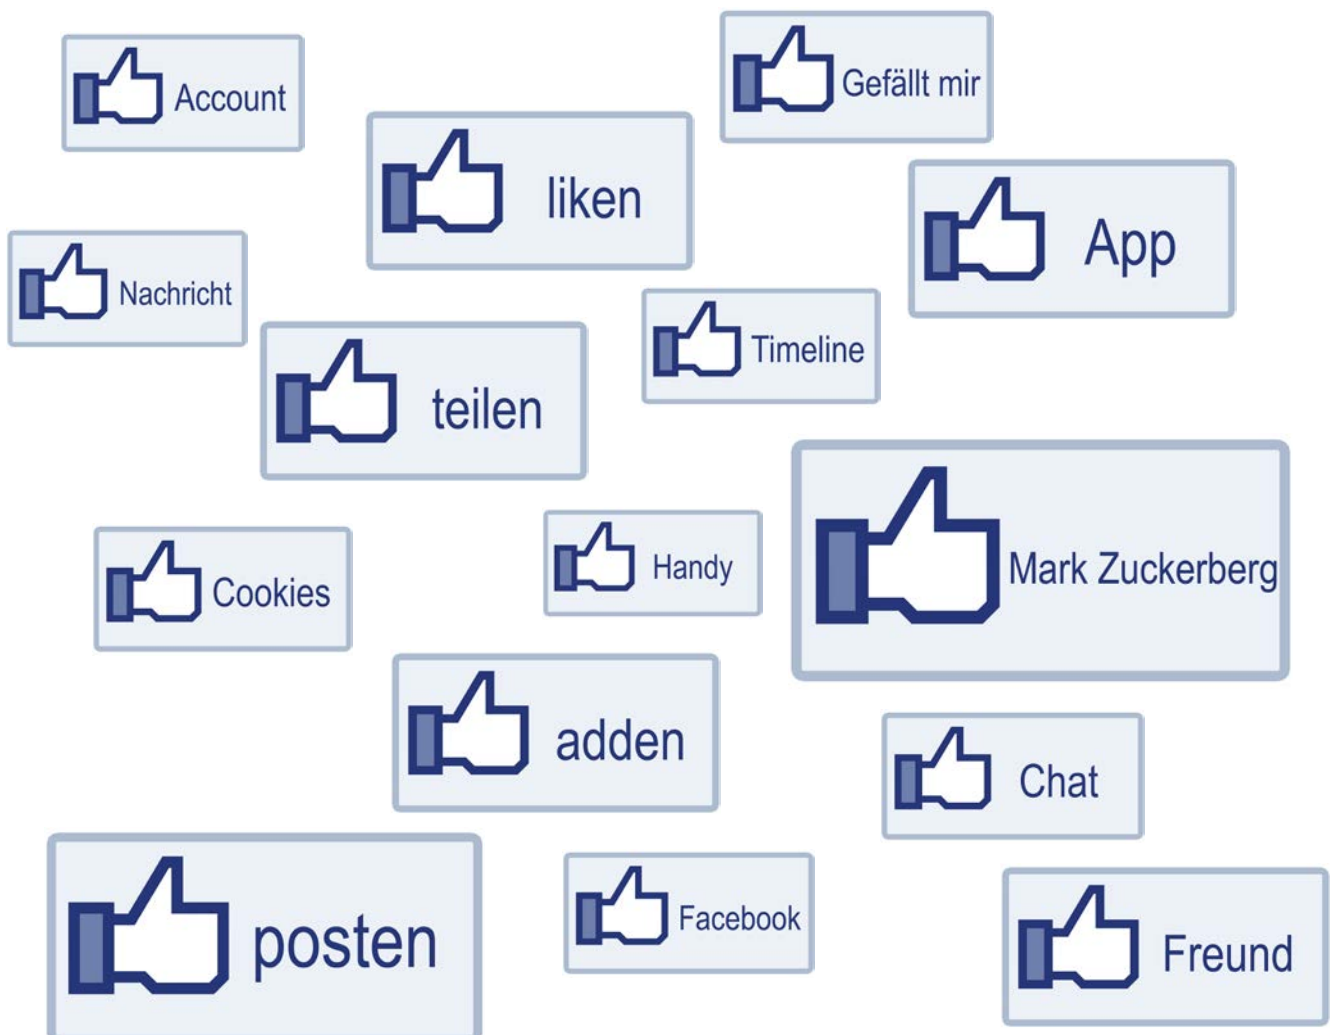 Account
Gefällt mir
liken
App
Nachricht
Timeline
teilen
Handy
Mark Zuckerberg
Cookies
adden
Chat
posten
Facebook
Freund